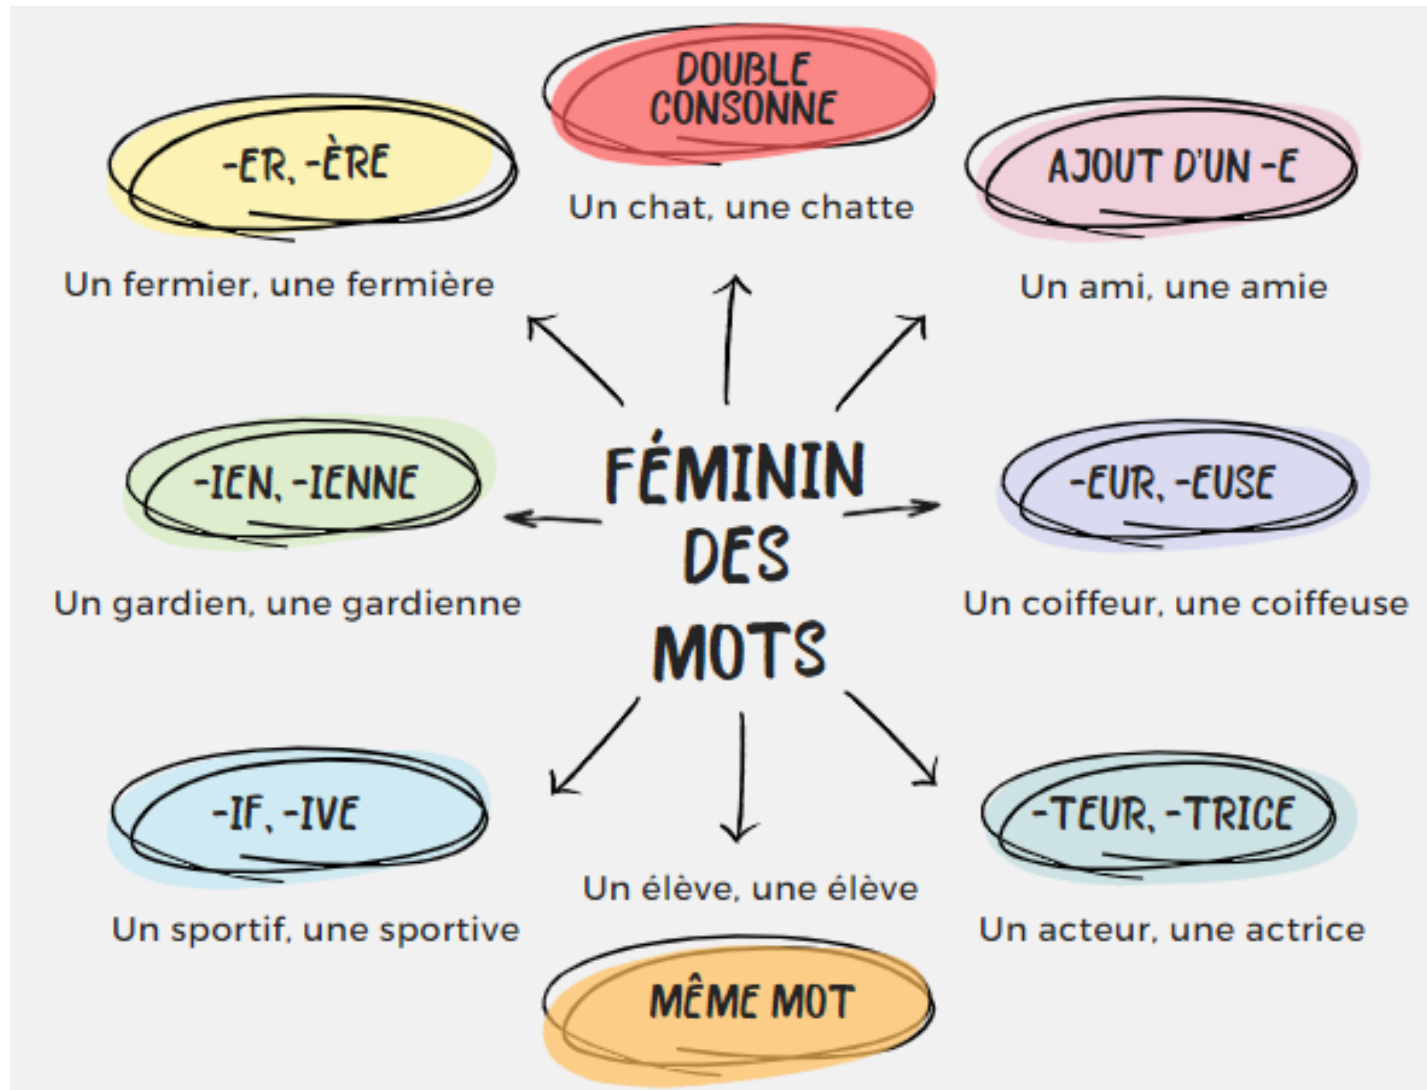 DOUBLE
CONSONNE
Un chat, une chatte
-ER, -ÈRE
Un fermier, une fermière
AJOUT D'UN -E
Un ami, une amie
-IEN, -IENNE
Un gardien, une gardienne
FÉMININ
DES
MOTS
-EUR, -EUSE
Un coiffeur, une coiffeuse
-IF, -IVE
Un sportif, une sportive
Un élève, une élève
MÊME MOT
-TEUR, -TRICE
Un acteur, une actrice